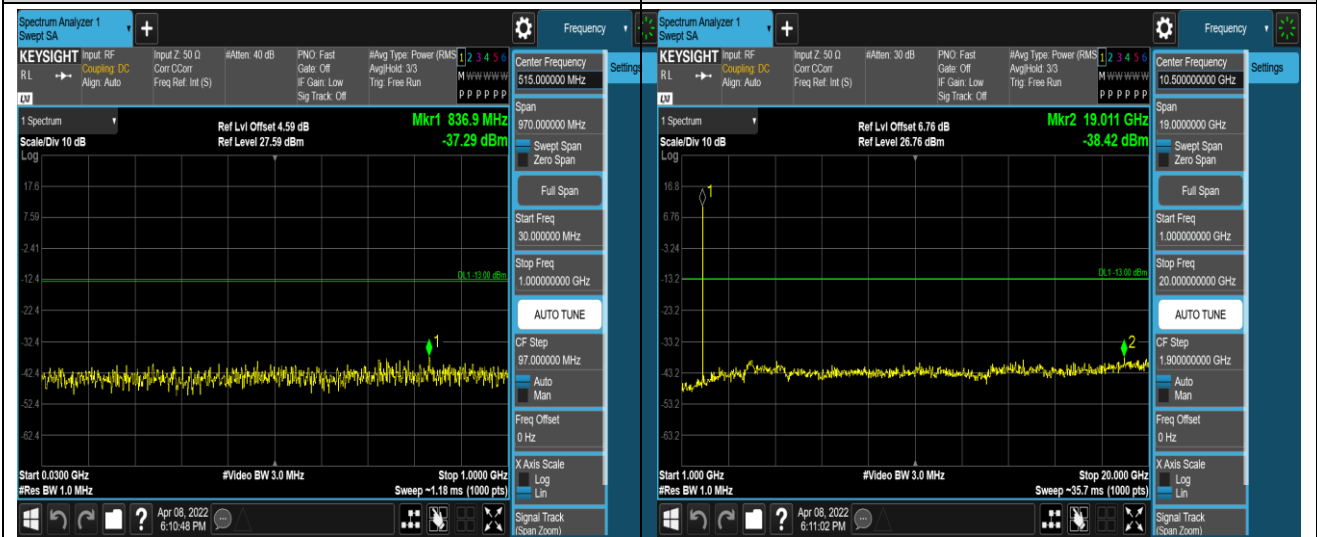 Spectrum Analyzer 1
Swept SA
Frequency
KEYSIGHT
RL
LXI
Input: RF
Coupling: DC
Align: Auto
Input Z: 50 Ω
Corr CCorr
Freq Ref: Int (S)
#Atten: 40 dB
PNO: Fast
Gate: Off
IF Gain: Low
Sig Track: Off
#Avg Type: Power (RMS
Avg|Hold: 3/3
Trig: Free Run
1 2 3 4 5 6
M W W W W W
P P P P P P
Center Frequency
515.000000 MHz
Settings
Span
970.000000 MHz
Swept Span
Zero Span
Full Span
Start Freq
30.000000 MHz
Stop Freq
1.000000000 GHz
AUTO TUNE
CF Step
97.000000 MHz
Auto
Man
Freq Offset
0 Hz
X Axis Scale
Log
Lin
Signal Track
(Span Zoom)
1 Spectrum
Scale/Div 10 dB
Log
Ref Lvl Offset 4.59 dB
Ref Level 27.59 dBm
Mkr1 836.9 MHz
-37.29 dBm
17.6
7.59
-2.41
-12.4
DL1 -13.00 dBm
-22.4
-32.4
1
-42.4
-52.4
-62.4
Start 0.0300 GHz
#Res BW 1.0 MHz
#Video BW 3.0 MHz
Stop 1.0000 GHz
Sweep ~1.18 ms (1000 pts)
Apr 08, 2022
6:10:48 PM
Spectrum Analyzer 1
Swept SA
Frequency
KEYSIGHT
RL
LXI
Input: RF
Coupling: DC
Align: Auto
Input Z: 50 Ω
Corr CCorr
Freq Ref: Int (S)
#Atten: 30 dB
PNO: Fast
Gate: Off
IF Gain: Low
Sig Track: Off
#Avg Type: Power (RMS
Avg|Hold: 3/3
Trig: Free Run
1 2 3 4 5 6
M W W W W W
P P P P P P
Center Frequency
10.500000000 GHz
Settings
Span
19.0000000 GHz
Swept Span
Zero Span
Full Span
Start Freq
1.000000000 GHz
Stop Freq
20.000000000 GHz
AUTO TUNE
CF Step
1.900000000 GHz
Auto
Man
Freq Offset
0 Hz
X Axis Scale
Log
Lin
Signal Track
(Span Zoom)
1 Spectrum
Scale/Div 10 dB
Log
Ref Lvl Offset 6.76 dB
Ref Level 26.76 dBm
Mkr2 19.011 GHz
-38.42 dBm
16.8
1
6.76
-3.24
-13.2
DL1 -13.00 dBm
-23.2
-33.2
2
-43.2
-53.2
-63.2
Start 1.000 GHz
#Res BW 1.0 MHz
#Video BW 3.0 MHz
Stop 20.000 GHz
Sweep ~35.7 ms (1000 pts)
Apr 08, 2022
6:11:02 PM